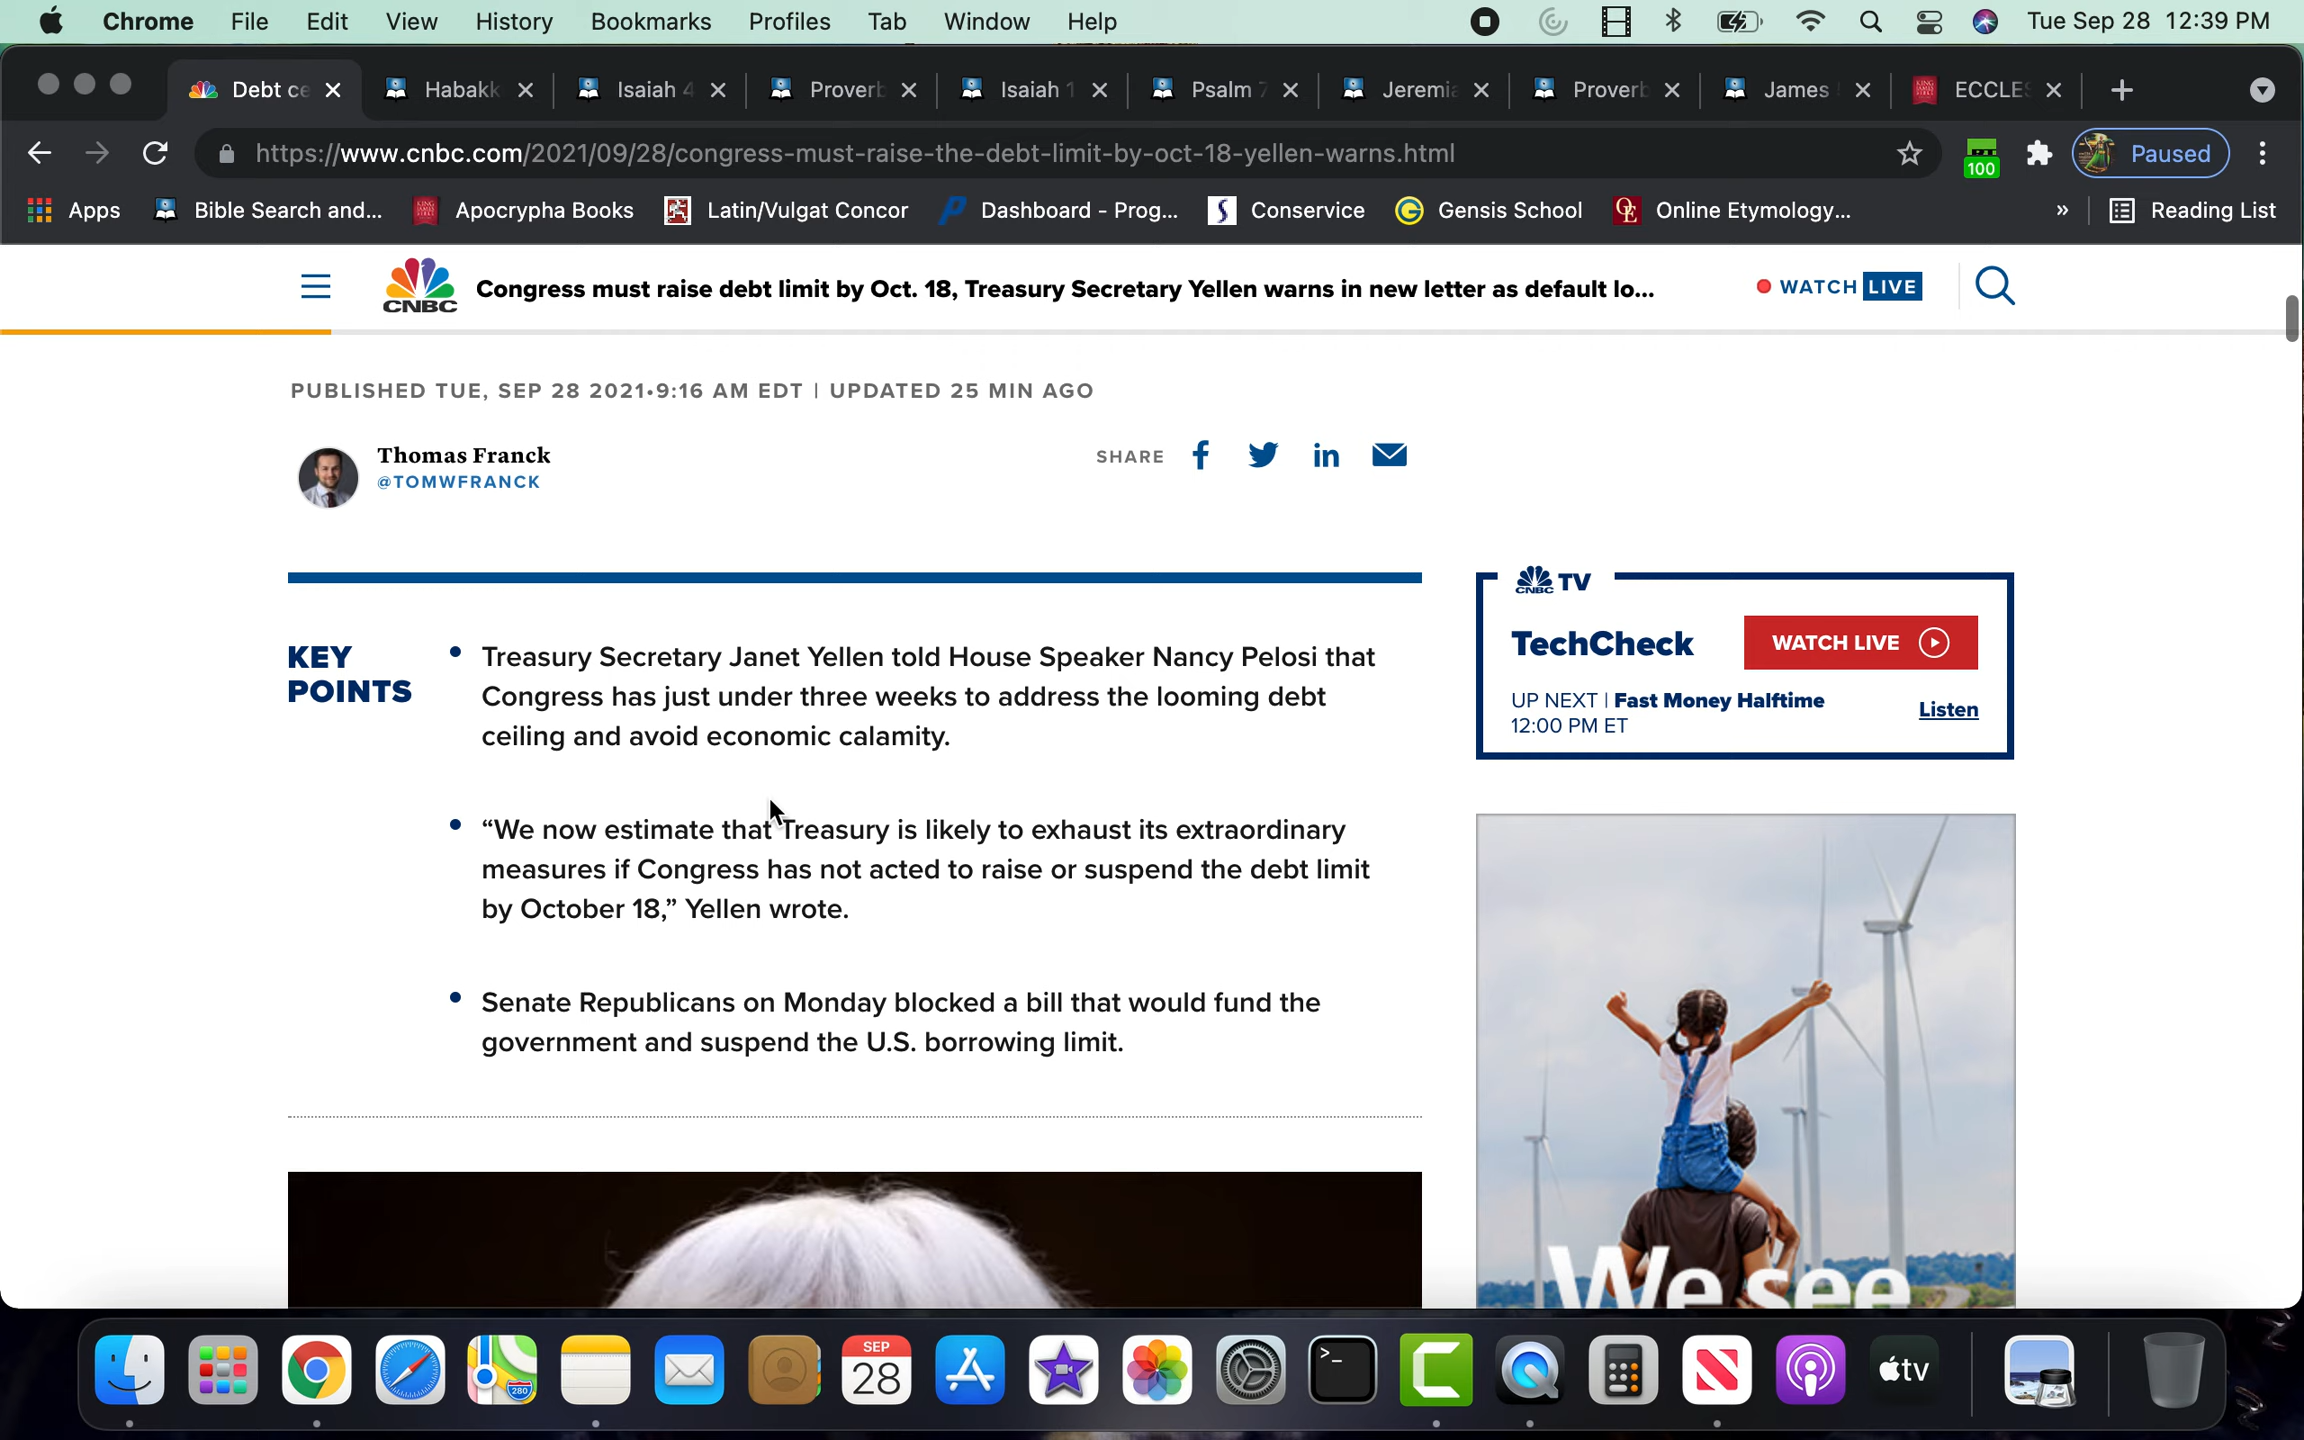 Chrome File Edit View History Bookmarks Profiles Tab Window Help Tue Sep 28 12:39 PM
Debt ce Habakk Isaiah 4 Proverb Isaiah 1 Psalm 7 Jeremia Proverb James ECCLES
https://www.cnbc.com/2021/09/28/congress-must-raise-the-debt-limit-by-oct-18-yellen-warns.html 100 Paused
Apps Bible Search and... Apocrypha Books Latin/Vulgat Concor Dashboard - Prog... Conservice Gensis School Online Etymology... » Reading List
CNBC Congress must raise debt limit by Oct. 18, Treasury Secretary Yellen warns in new letter as default lo... WATCH LIVE
PUBLISHED TUE, SEP 28 2021•9:16 AM EDT | UPDATED 25 MIN AGO
Thomas Franck
@TOMWFRANCK
SHARE
KEY
POINTS
• Treasury Secretary Janet Yellen told House Speaker Nancy Pelosi that
Congress has just under three weeks to address the looming debt
ceiling and avoid economic calamity.
• “We now estimate that Treasury is likely to exhaust its extraordinary
measures if Congress has not acted to raise or suspend the debt limit
by October 18,” Yellen wrote.
• Senate Republicans on Monday blocked a bill that would fund the
government and suspend the U.S. borrowing limit.
CNBC TV
TechCheck WATCH LIVE
UP NEXT | Fast Money Halftime
12:00 PM ET
Listen
We see
280
SEP
28
>_
tv